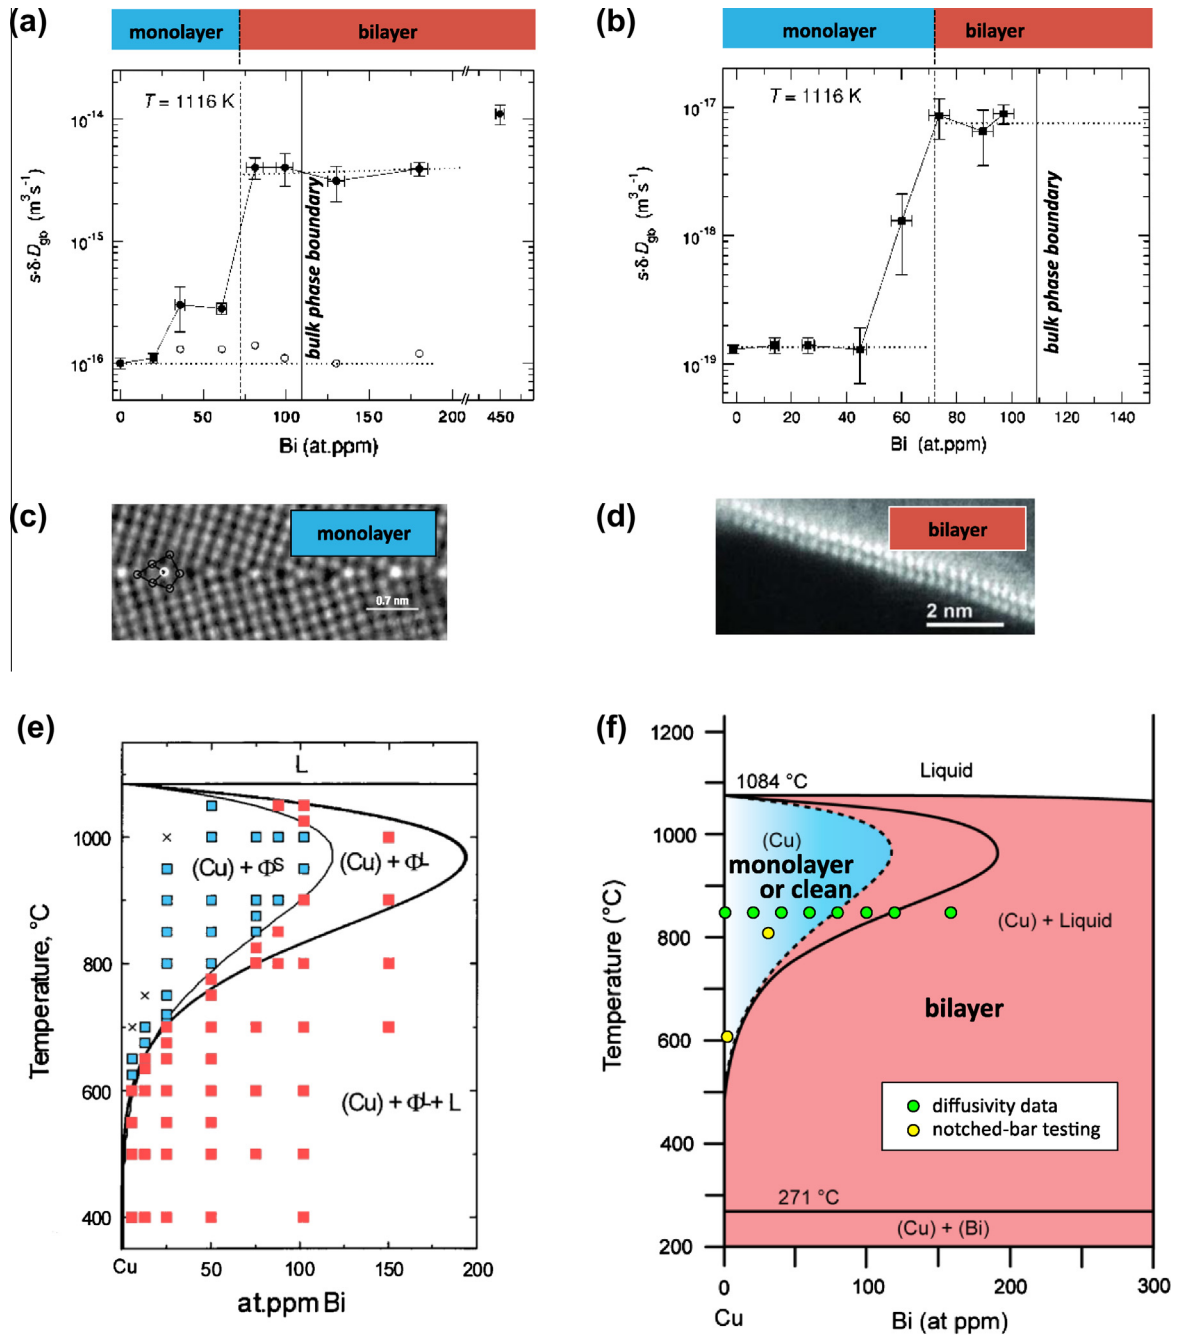 (a)
monolayer
bilayer
T = 1116 K
10⁻¹⁴
10⁻¹⁵
10⁻¹⁶
s·δ·D_gb (m³s⁻¹)
bulk phase boundary
0 50 100 150 200 450
Bi (at.ppm)
(b)
monolayer
bilayer
T = 1116 K
10⁻¹⁷
10⁻¹⁸
10⁻¹⁹
s·δ·D_gb (m³s⁻¹)
bulk phase boundary
0 20 40 60 80 100 120 140
Bi (at.ppm)
(c)
monolayer
0.7 nm
(d)
bilayer
2 nm
(e)
L
1000
800
600
400
Temperature, °C
(Cu) + Φˢ
(Cu) + Φᴸ
(Cu) + Φᴸ + L
Cu 50 100 150 200
at.ppm Bi
(f)
1200
1000
800
600
400
200
Temperature (°C)
1084 °C
Liquid
(Cu)
monolayer
or clean
(Cu) + Liquid
bilayer
diffusivity data
notched-bar testing
271 °C
(Cu) + (Bi)
0 100 200 300
Cu
Bi (at ppm)